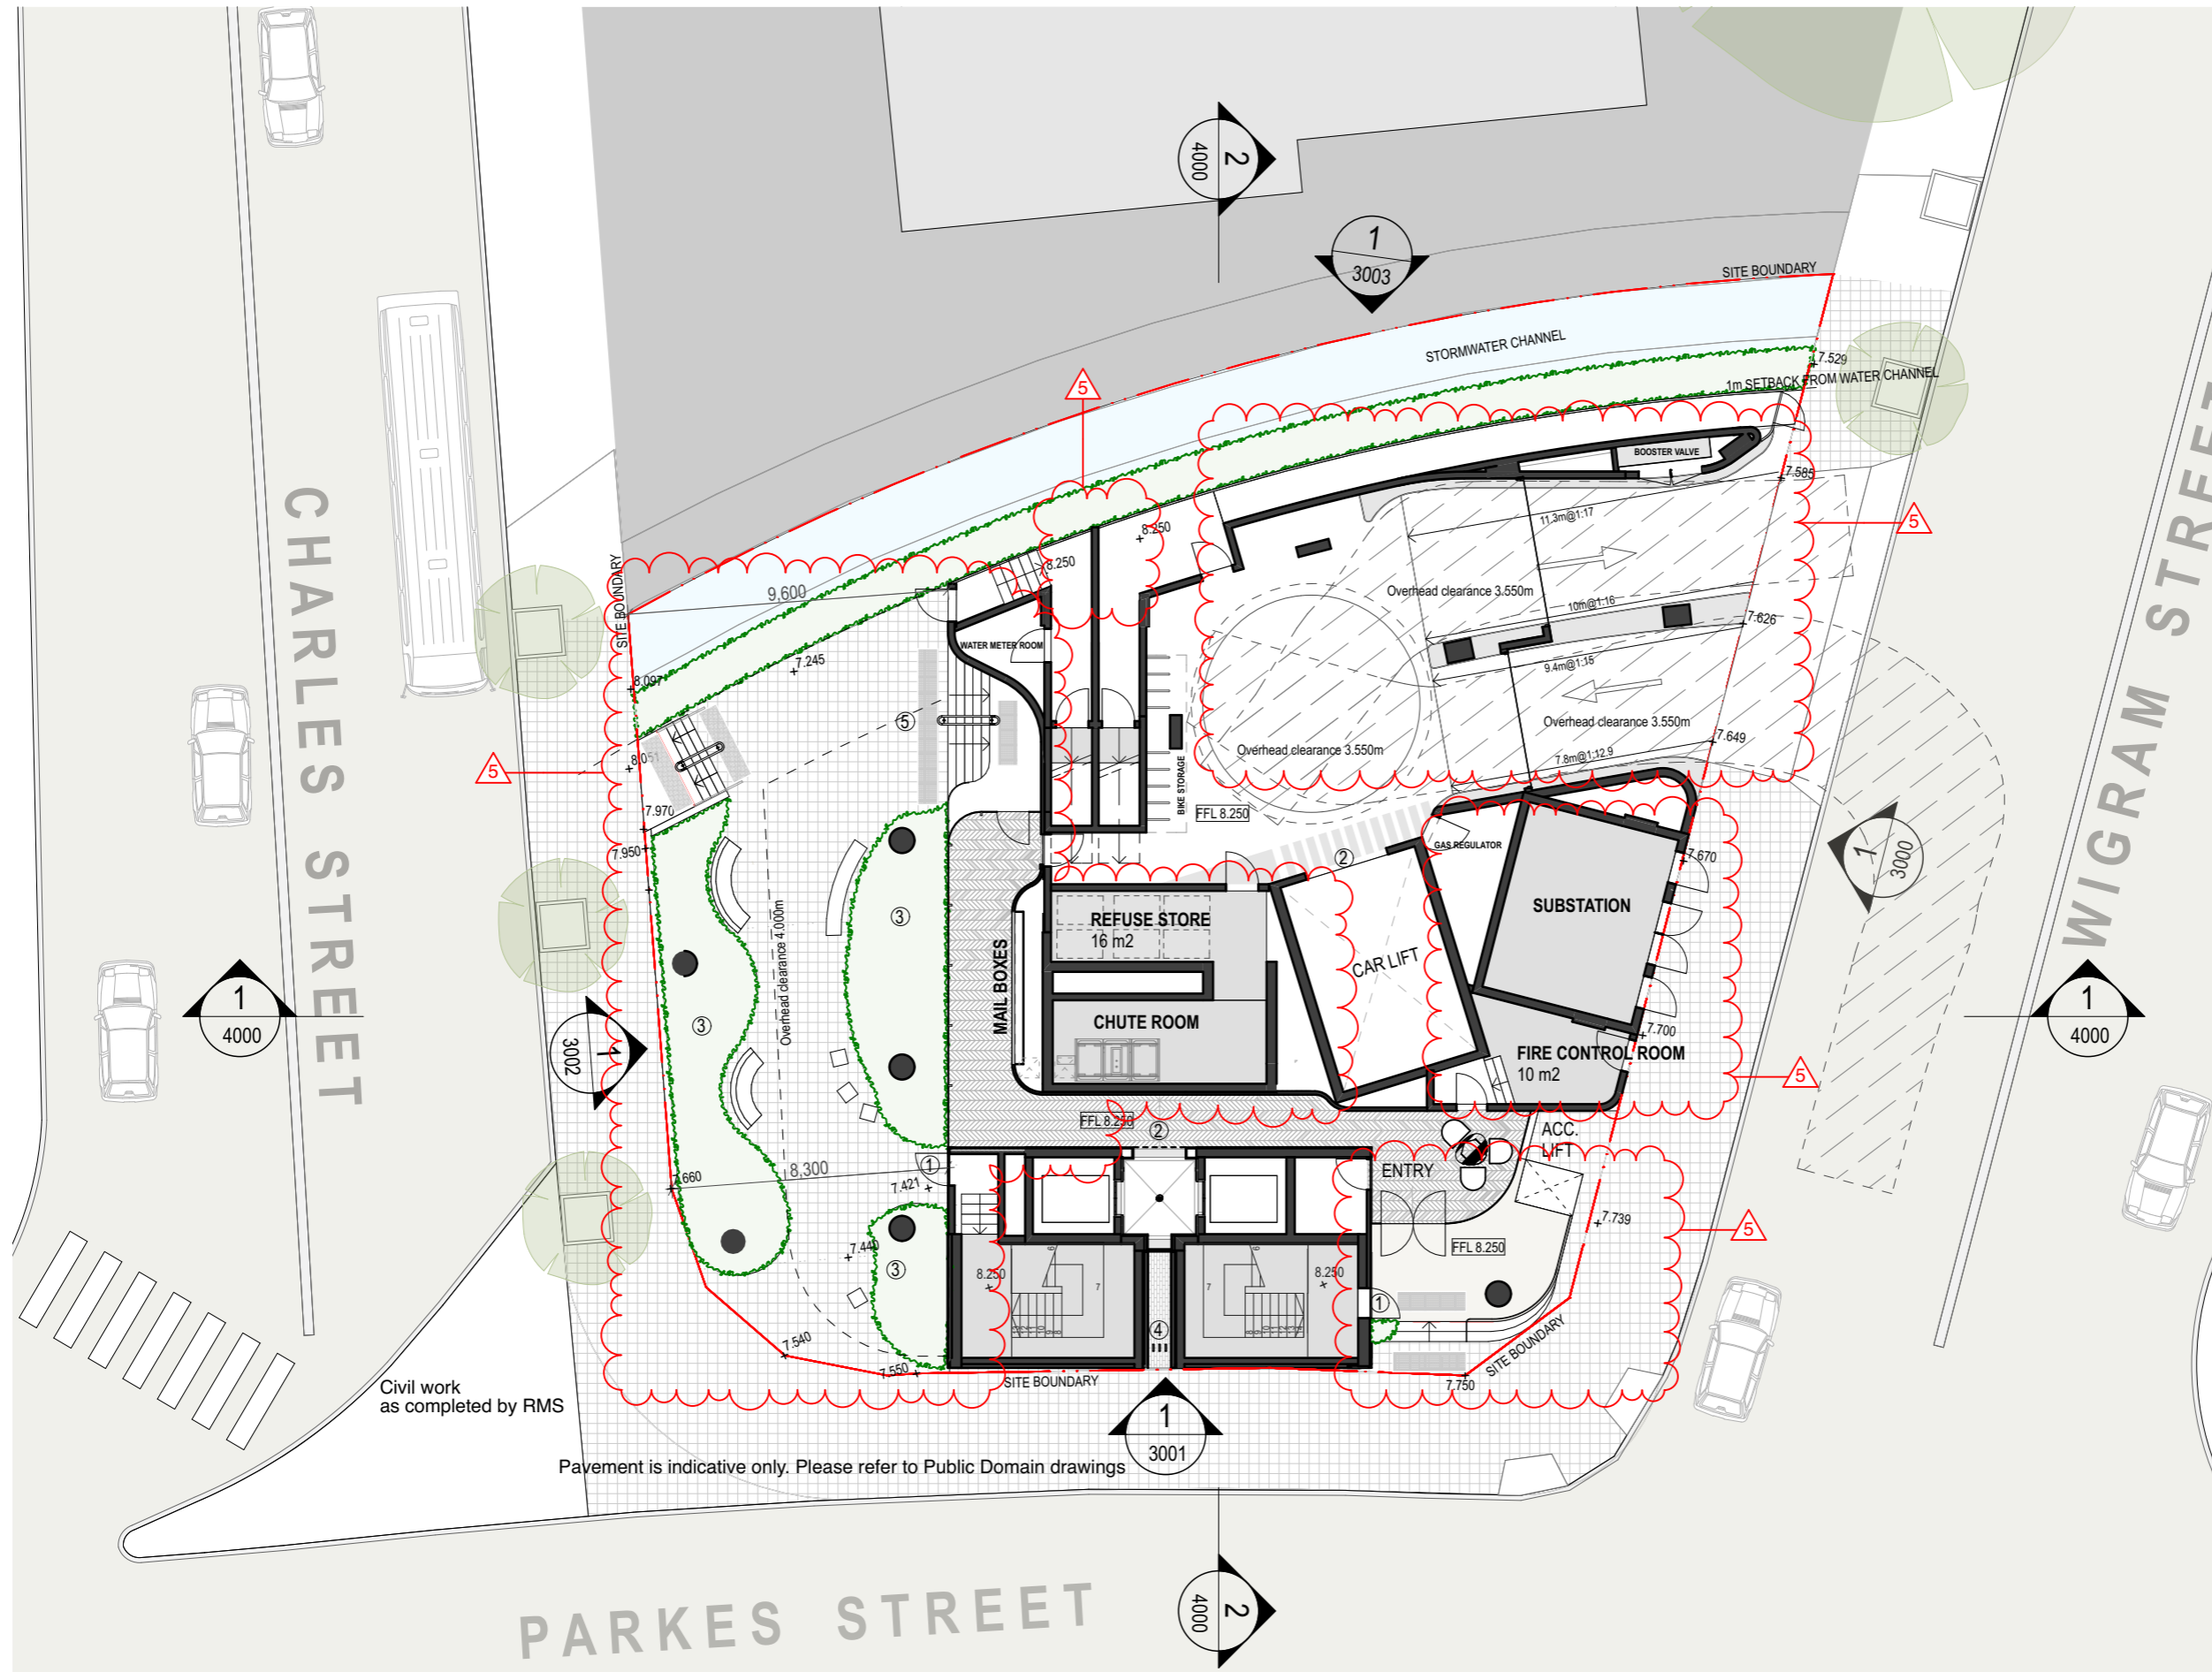 2
4000
1
3003
SITE BOUNDARY
STORMWATER CHANNEL
7.529
1m SETBACK FROM WATER CHANNEL
5
BOOSTER VALVE
7.585
5
11.3m@1:17
8.250
8.250
SITE BOUNDARY
9,600
Overhead clearance 3.550m
10m@1:16
7.626
WATER METER ROOM
7.245
9.4m@1:15
8.097
5
Overhead clearance 3.550m
Overhead clearance 3.550m
7.649
7.8m@1:12.9
8.051
5
BIKE STORAGE
FFL 8.250
7.970
7.950
2
GAS REGULATOR
7.670
1
3000
REFUSE STORE
16 m2
SUBSTATION
3
Overhead clearance 4.000m
MAIL BOXES
CAR LIFT
CHARLES STREET
WIGRAM STREET
1
4000
3
CHUTE ROOM
7.700
1
4000
1
3002
FIRE CONTROL ROOM
10 m2
5
FFL 8.250
2
ACC.
LIFT
ENTRY
1
8,300
7.660
7.421
7.739
5
7.440
3
FFL 8.250
8.250
6
7
8.250
6
7
1
4
7.540
7.550
SITE BOUNDARY
SITE BOUNDARY
7.750
Civil work
as completed by RMS
1
3001
Pavement is indicative only. Please refer to Public Domain drawings
PARKES STREET
2
4000